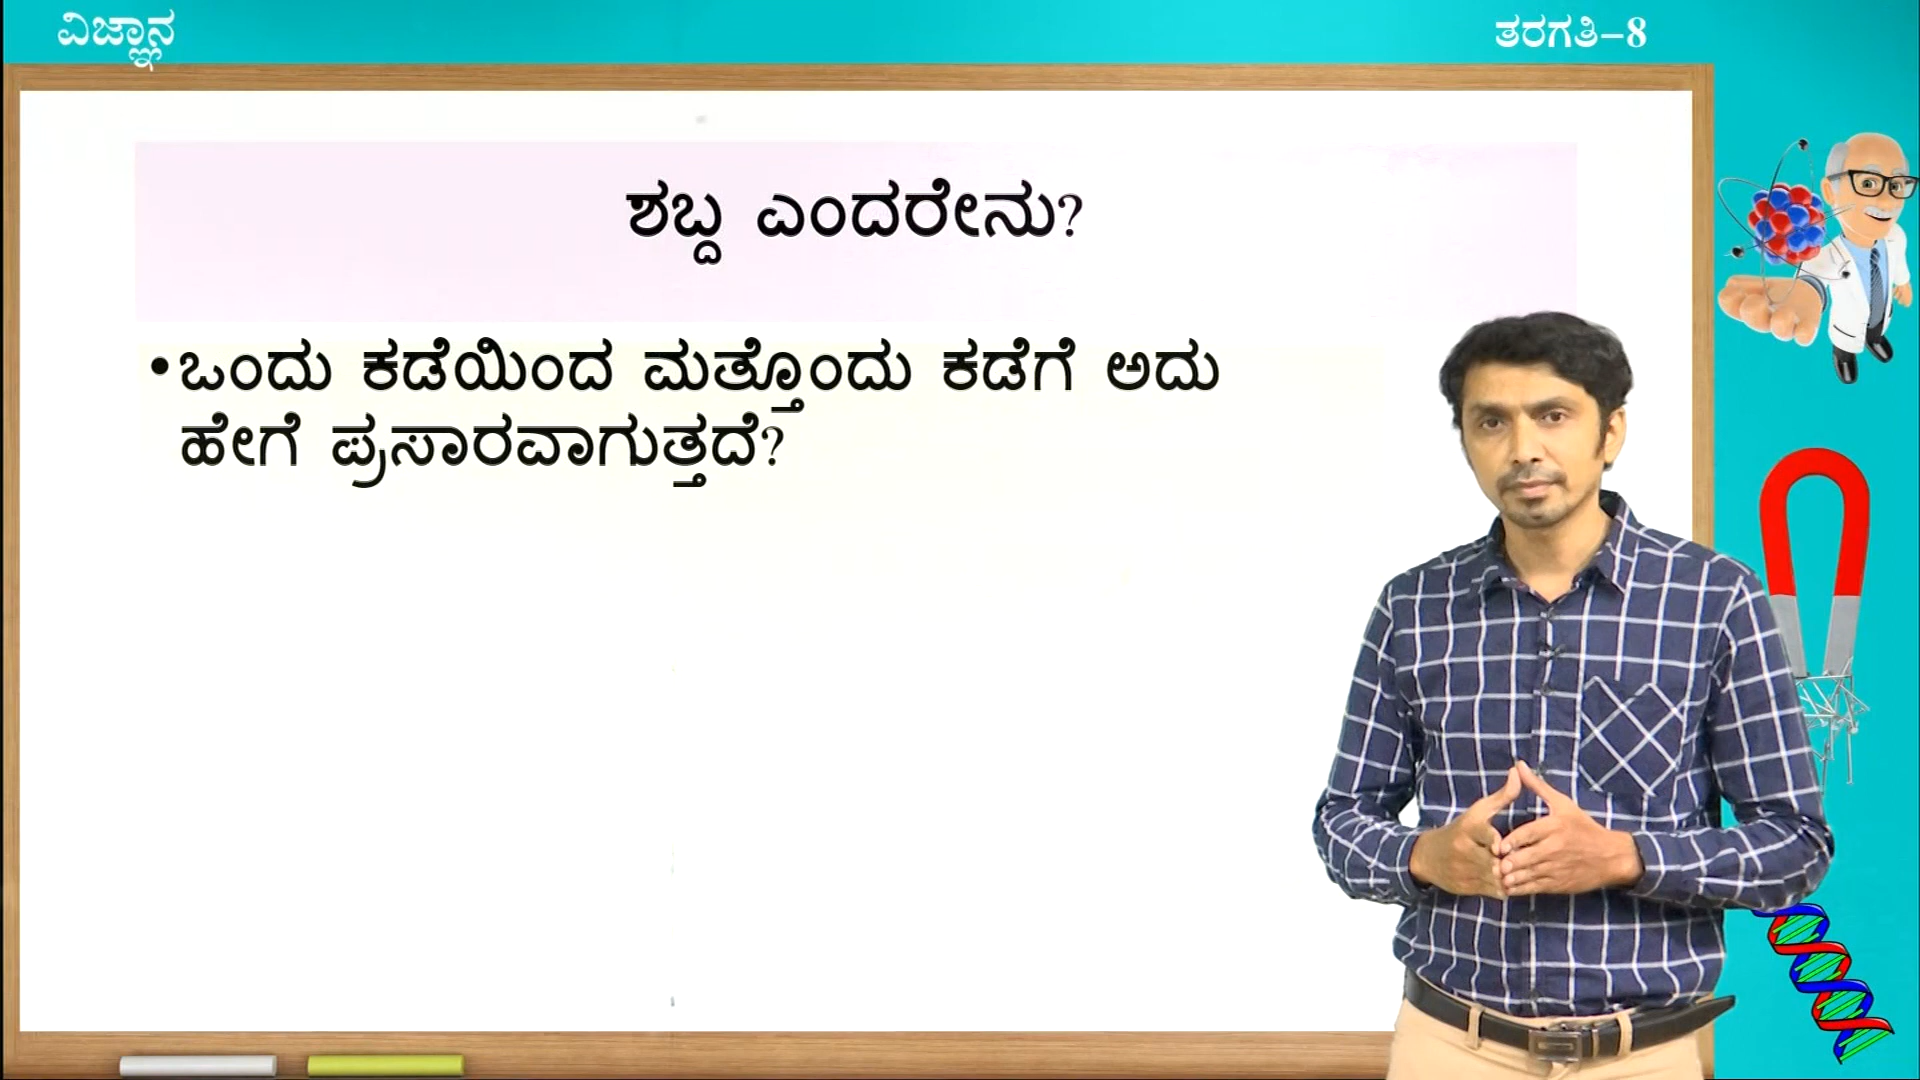 ವಿಜ್ಞಾನ
ತರಗತಿ–8
ಶಬ್ದ ಎಂದರೇನು?
•ಒಂದು ಕಡೆಯಿಂದ ಮತ್ತೊಂದು ಕಡೆಗೆ ಅದು
ಹೇಗೆ ಪ್ರಸಾರವಾಗುತ್ತದೆ?